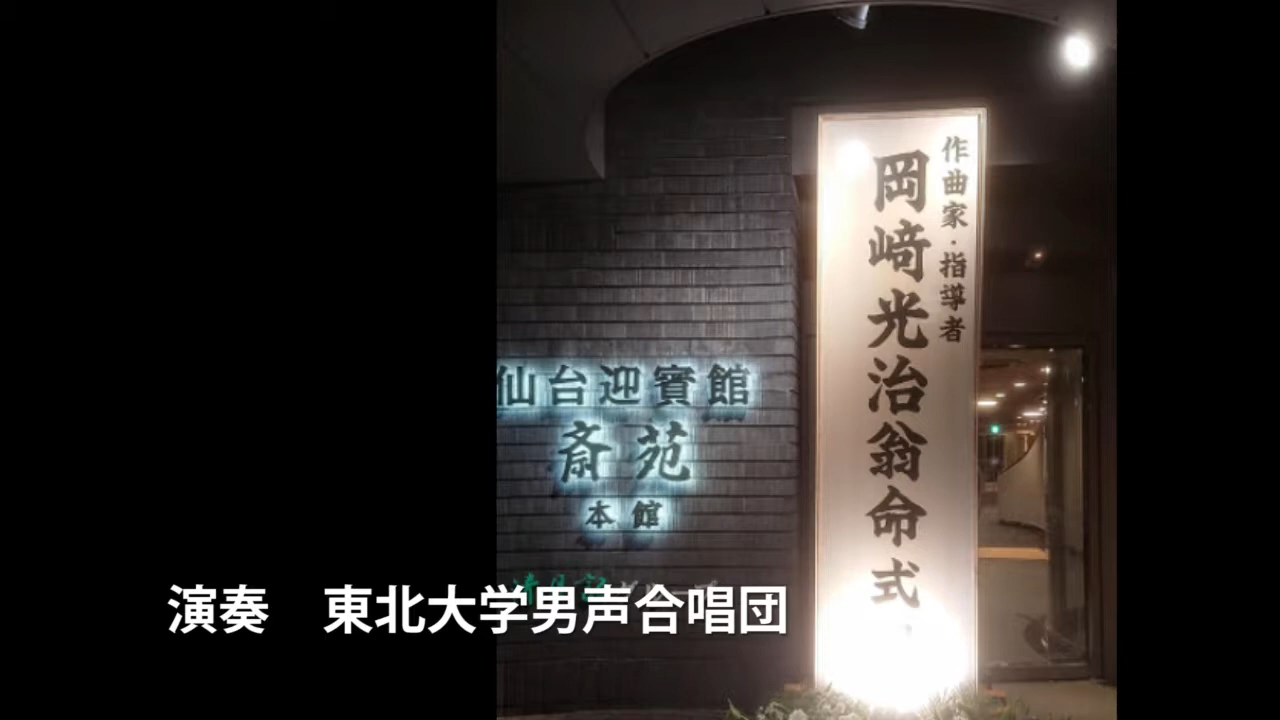 作曲家・指導者
岡﨑光治翁命式
仙台迎賓館
斎苑
本館
演奏　東北大学男声合唱団